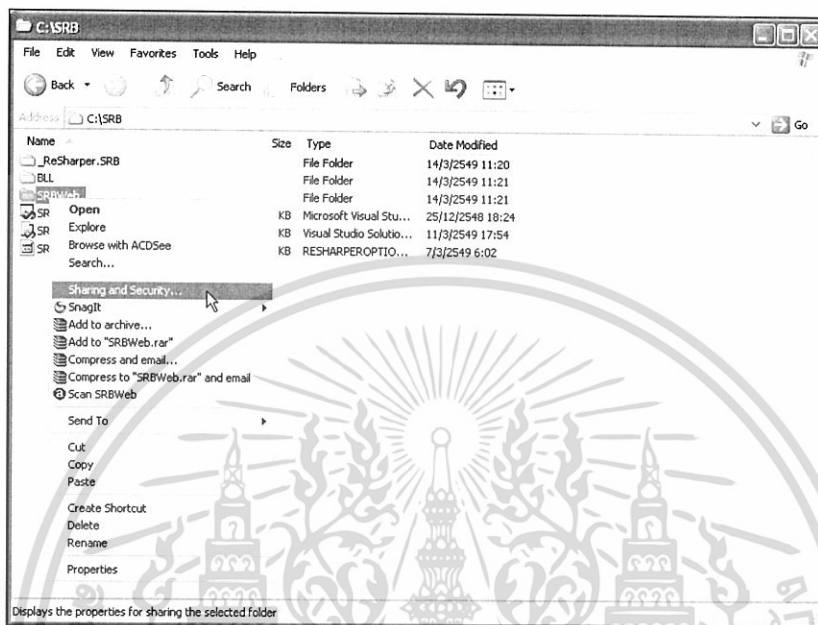 C:\SRB
File Edit View Favorites Tools Help
Back Search Folders
Address C:\SRB Go
Name Size Type Date Modified
_ReSharper.SRB File Folder 14/3/2549 11:20
BLL File Folder 14/3/2549 11:21
SRBWeb File Folder 14/3/2549 11:21
SR KB Microsoft Visual Stu... 25/12/2548 18:24
SR KB Visual Studio Solutio... 11/3/2549 17:54
SR KB RESHARPEROPTIO... 7/3/2549 6:02
Open
Explore
Browse with ACDSee
Search...
Sharing and Security...
SnagIt
Add to archive...
Add to "SRBWeb.rar"
Compress and email...
Compress to "SRBWeb.rar" and email
Scan SRBWeb
Send To
Cut
Copy
Paste
Create Shortcut
Delete
Rename
Properties
Displays the properties for sharing the selected folder